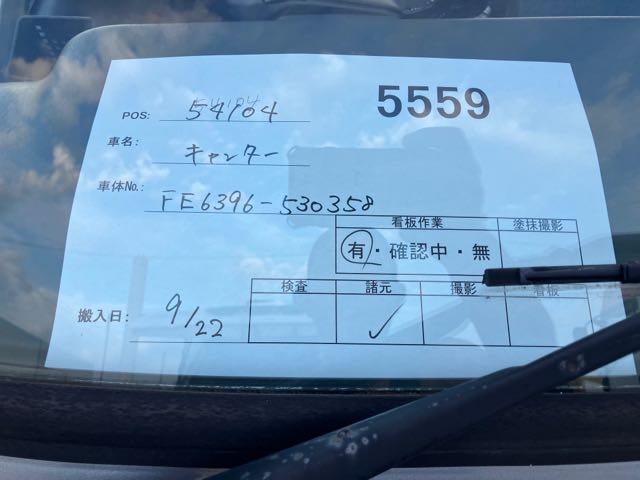 5559
POS: 54104
車名: キャンター
車体No.: FE639G-530358
看板作業 塗抹撮影
有・確認中・無
検査 諸元 撮影 看板
搬入日: 9/22 ✓